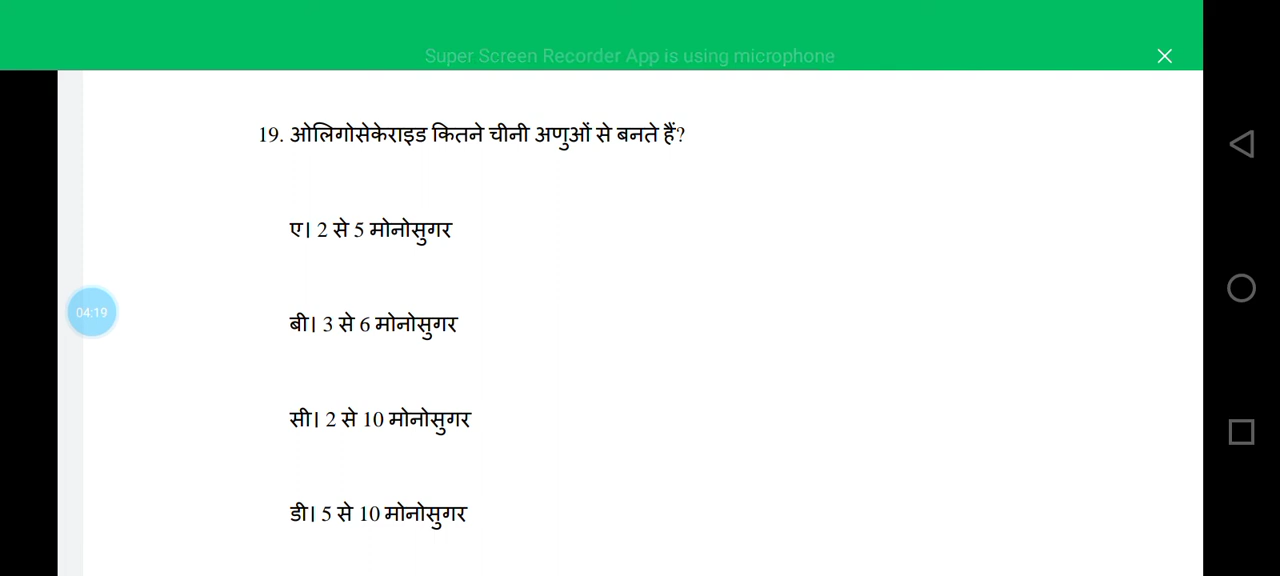 Super Screen Recorder App is using microphone
19. ओलिगोसेकेराइड कितने चीनी अणुओं से बनते हैं?
ए। 2 से 5 मोनोसुगर
04:19
बी। 3 से 6 मोनोसुगर
सी। 2 से 10 मोनोसुगर
डी। 5 से 10 मोनोसुगर